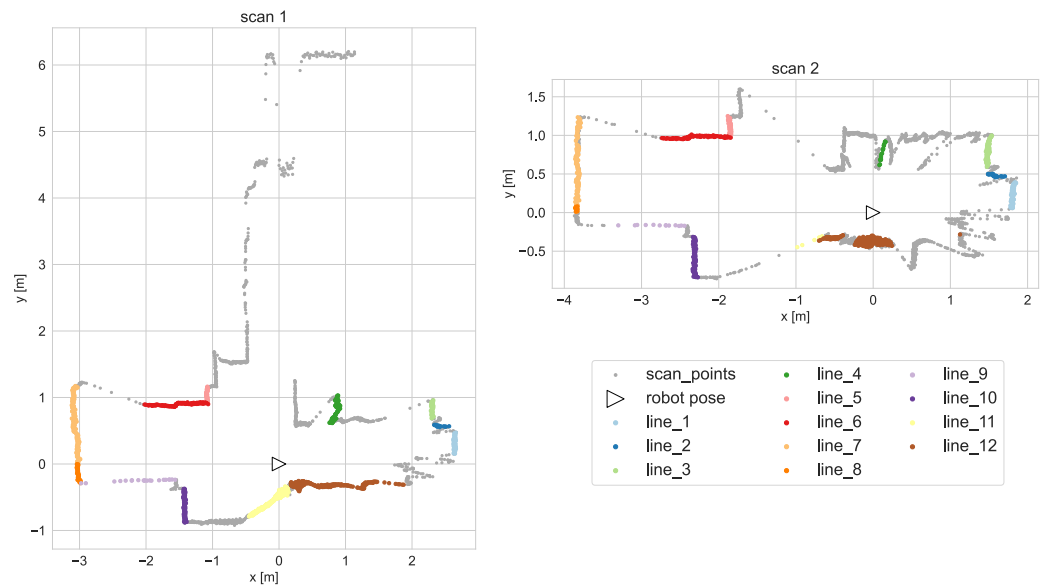 scan 1
y [m]
6
5
4
3
2
1
0
−1
−3
−2
−1
0
1
2
x [m]
scan 2
y [m]
1.5
1.0
0.5
0.0
−0.5
−4
−3
−2
−1
0
1
2
x [m]
scan_points
robot pose
line_1
line_2
line_3
line_4
line_5
line_6
line_7
line_8
line_9
line_10
line_11
line_12